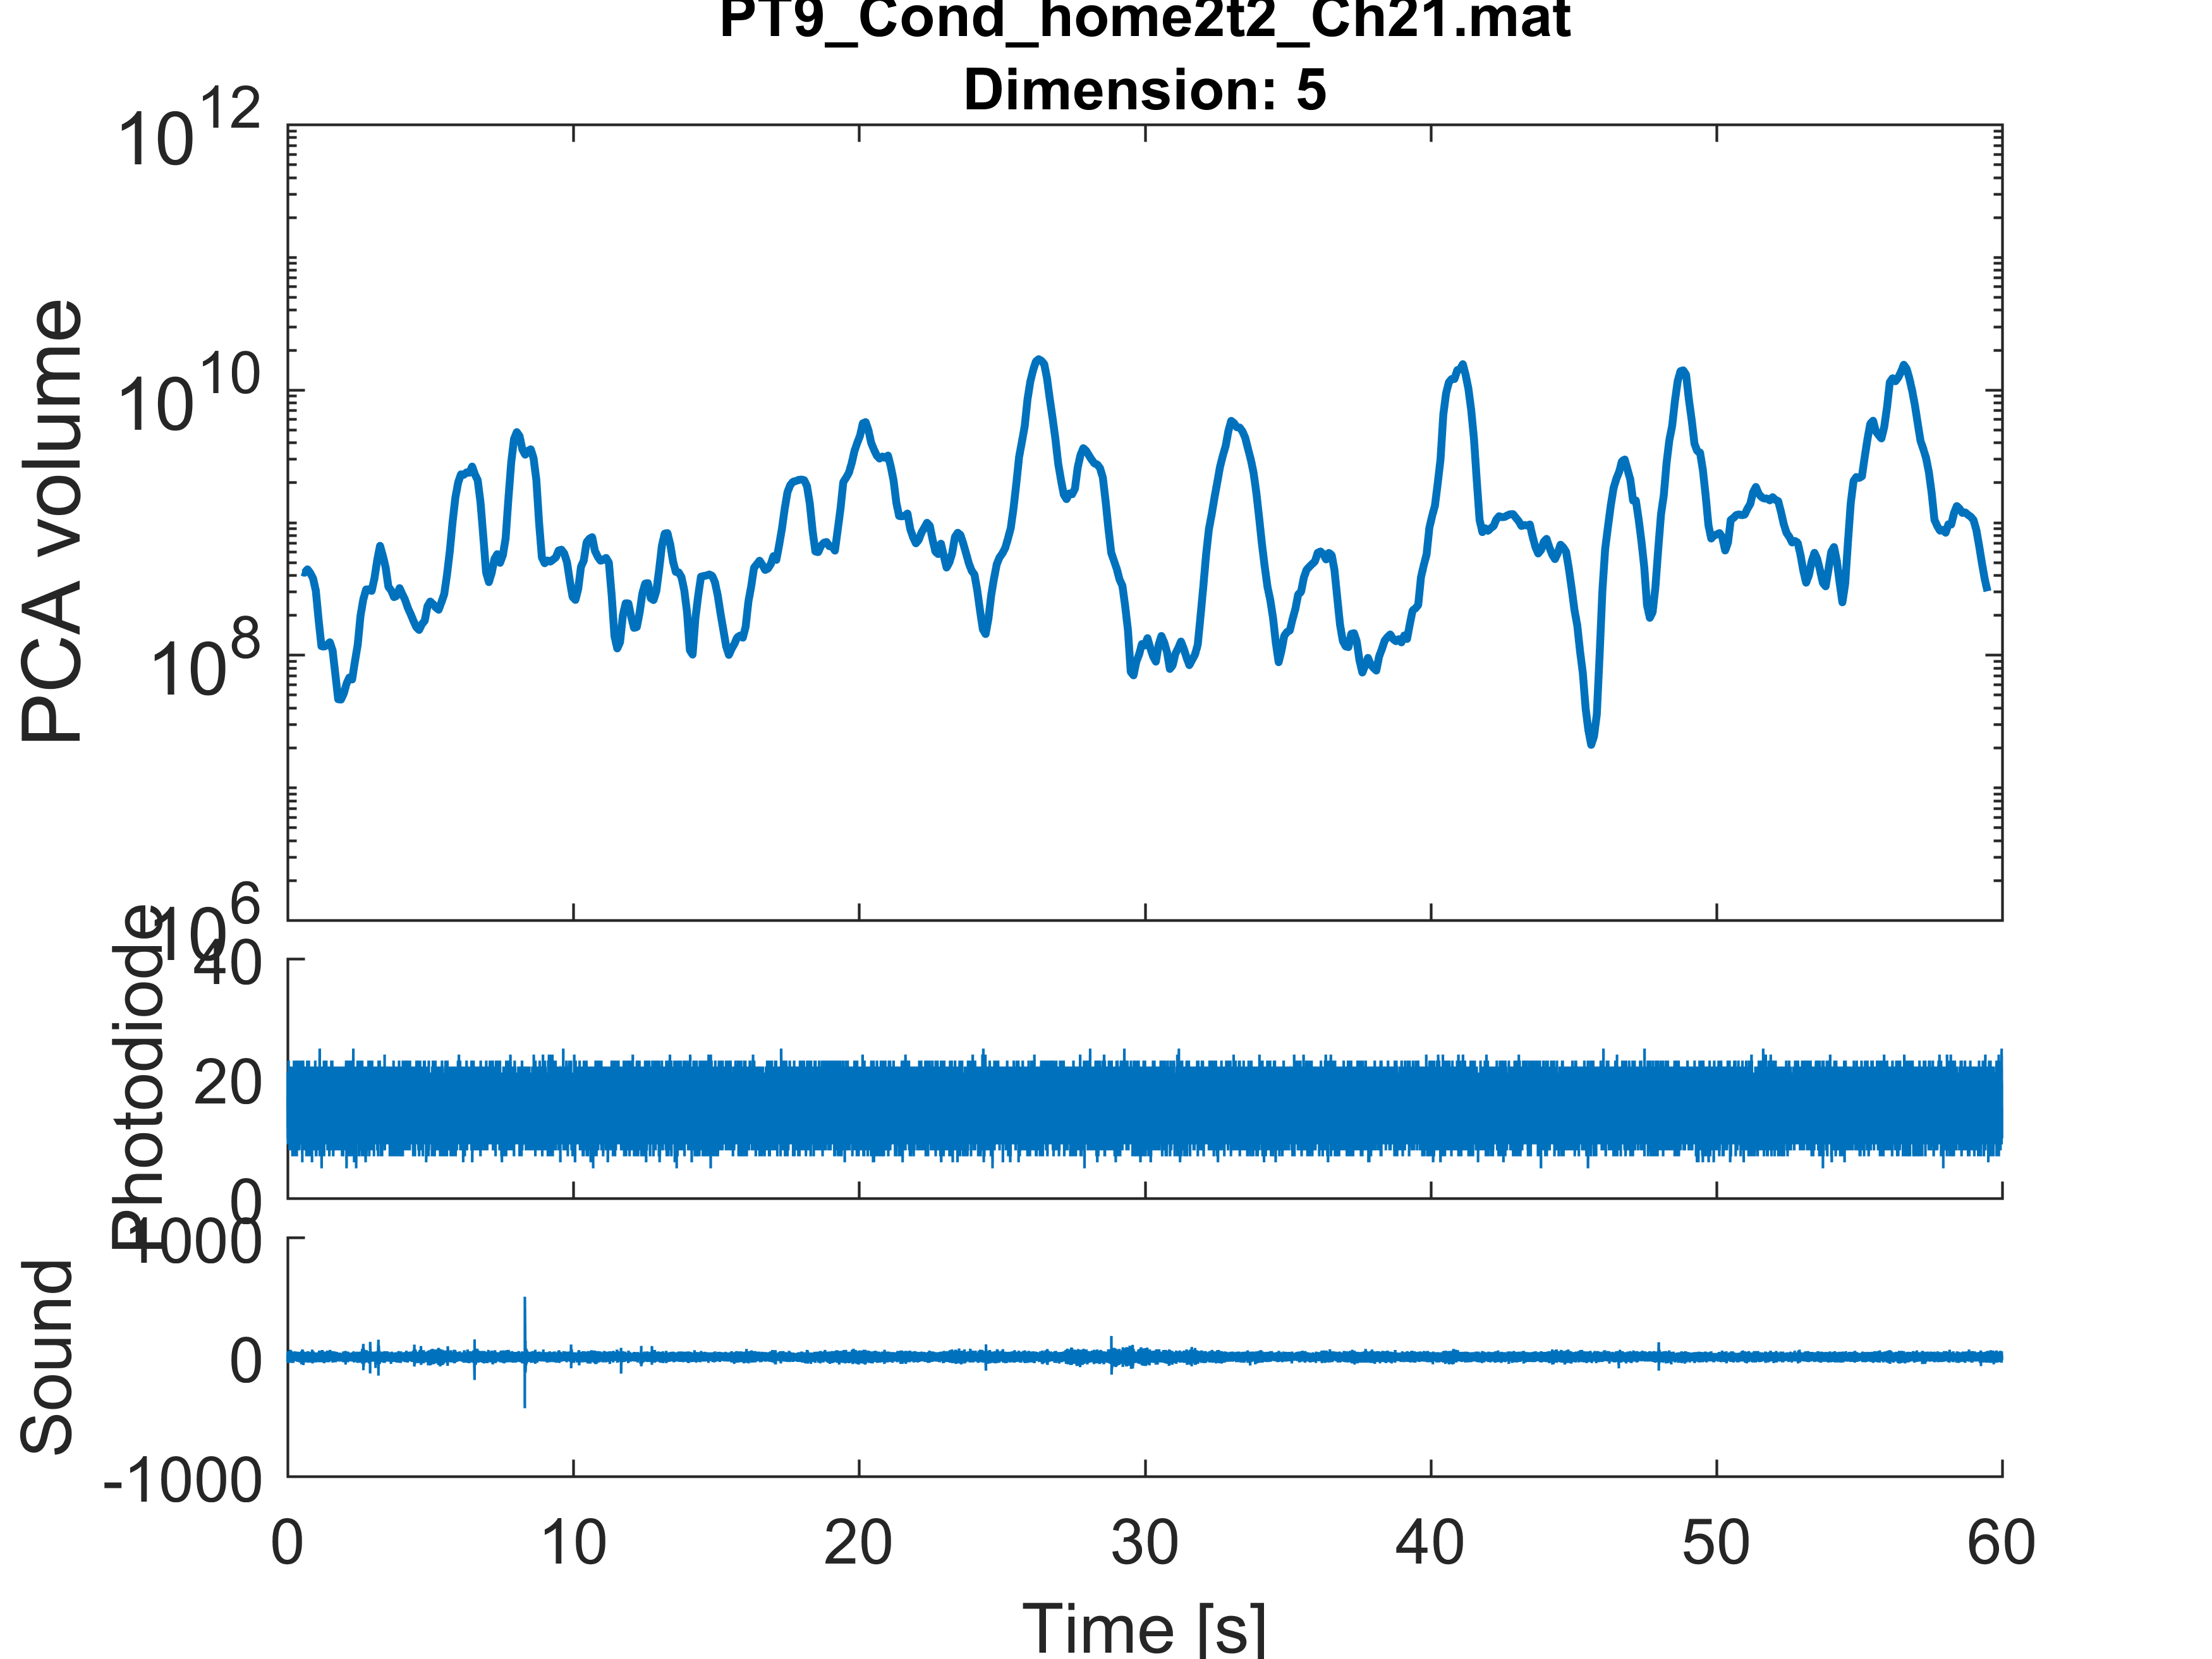 PT9_Cond_home2t2_Ch21.mat
Dimension: 5
10^12
10^10
10^8
10^6
PCA volume
40
20
0
Photodiode
1000
0
-1000
Sound
0 10 20 30 40 50 60
Time [s]